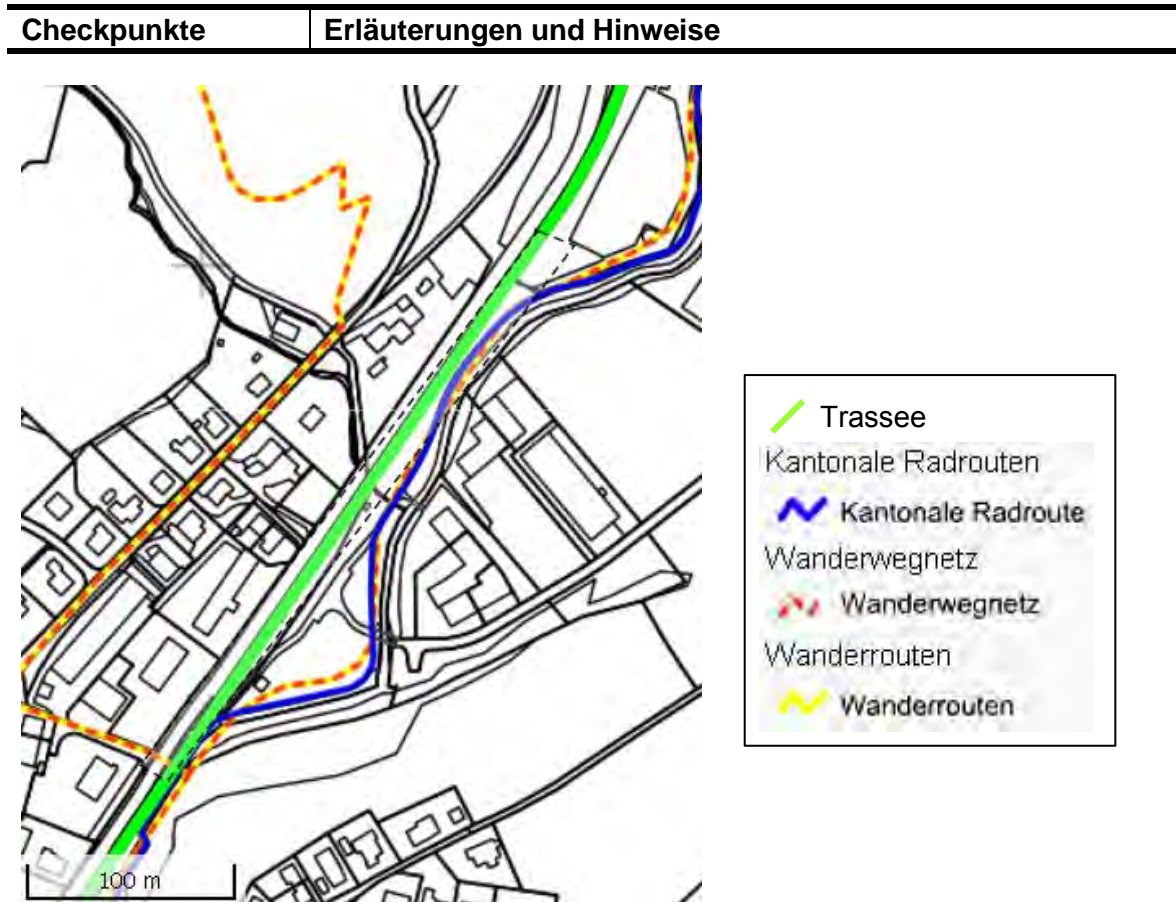 Checkpunkte Erläuterungen und Hinweise
Trassee
Kantonale Radrouten
Kantonale Radroute
Wanderwegnetz
Wanderwegnetz
Wanderrouten
Wanderrouten
100 m